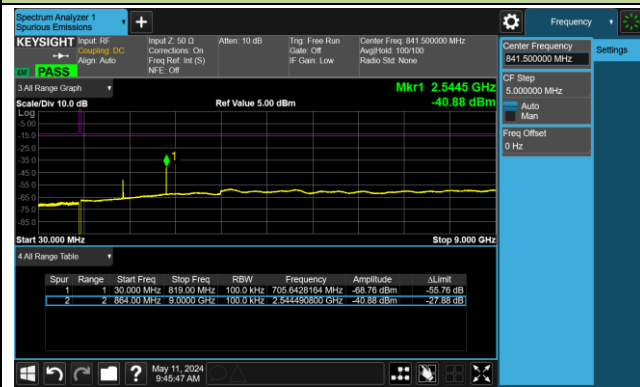 Spectrum Analyzer 1
Spurious Emissions
+
Frequency
KEYSIGHT
Input: RF
Coupling: DC
Align: Auto
Input Z: 50 Ω
Corrections: On
Freq Ref: Int (S)
NFE: Off
Atten: 10 dB
Trig: Free Run
Gate: Off
IF Gain: Low
Center Freq: 841.500000 MHz
Avg|Hold: 100/100
Radio Std: None
PASS
Center Frequency
841.500000 MHz
Settings
CF Step
5.000000 MHz
Auto
Man
Freq Offset
0 Hz
3 All Range Graph
Mkr1 2.5445 GHz
Scale/Div 10.0 dB
Ref Value 5.00 dBm
-40.88 dBm
Log
-5.00
-15.0
-25.0
-35.0
-45.0
-55.0
-65.0
-75.0
-85.0
1
Start 30.000 MHz
Stop 9.000 GHz
4 All Range Table
Spur Range Start Freq Stop Freq RBW Frequency Amplitude ΔLimit
1 1 30.000 MHz 819.00 MHz 100.0 kHz 705.6428164 MHz -68.76 dBm -55.76 dB
2 2 864.00 MHz 9.0000 GHz 100.0 kHz 2.544490800 GHz -40.88 dBm -27.88 dB
?
May 11, 2024
9:45:47 AM